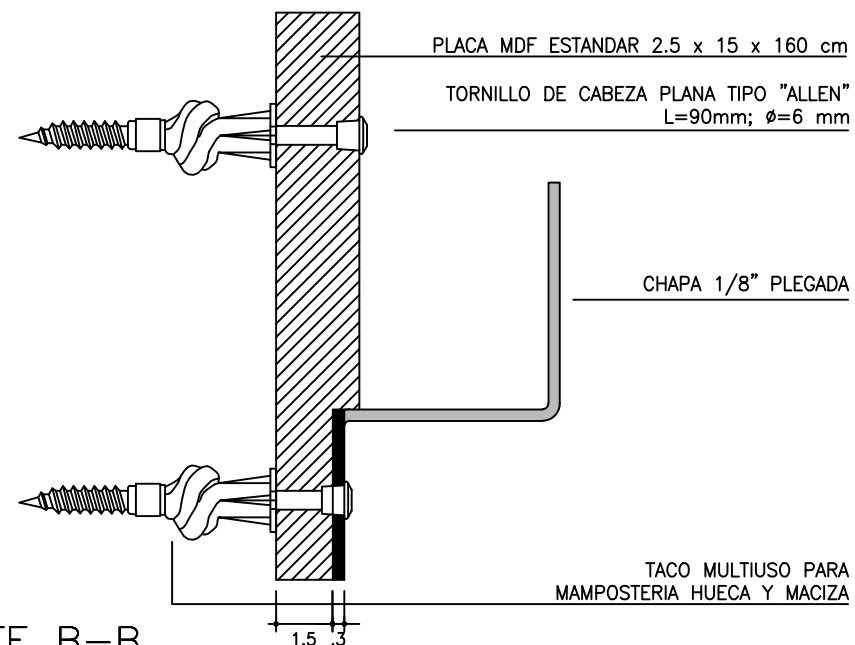 PLACA MDF ESTANDAR 2.5 x 15 x 160 cm
TORNILLO DE CABEZA PLANA TIPO "ALLEN"
L=90mm; ø=6 mm
CHAPA 1/8" PLEGADA
TACO MULTIUSO PARA
MAMPOSTERIA HUECA Y MACIZA
1.5 .3
B-B